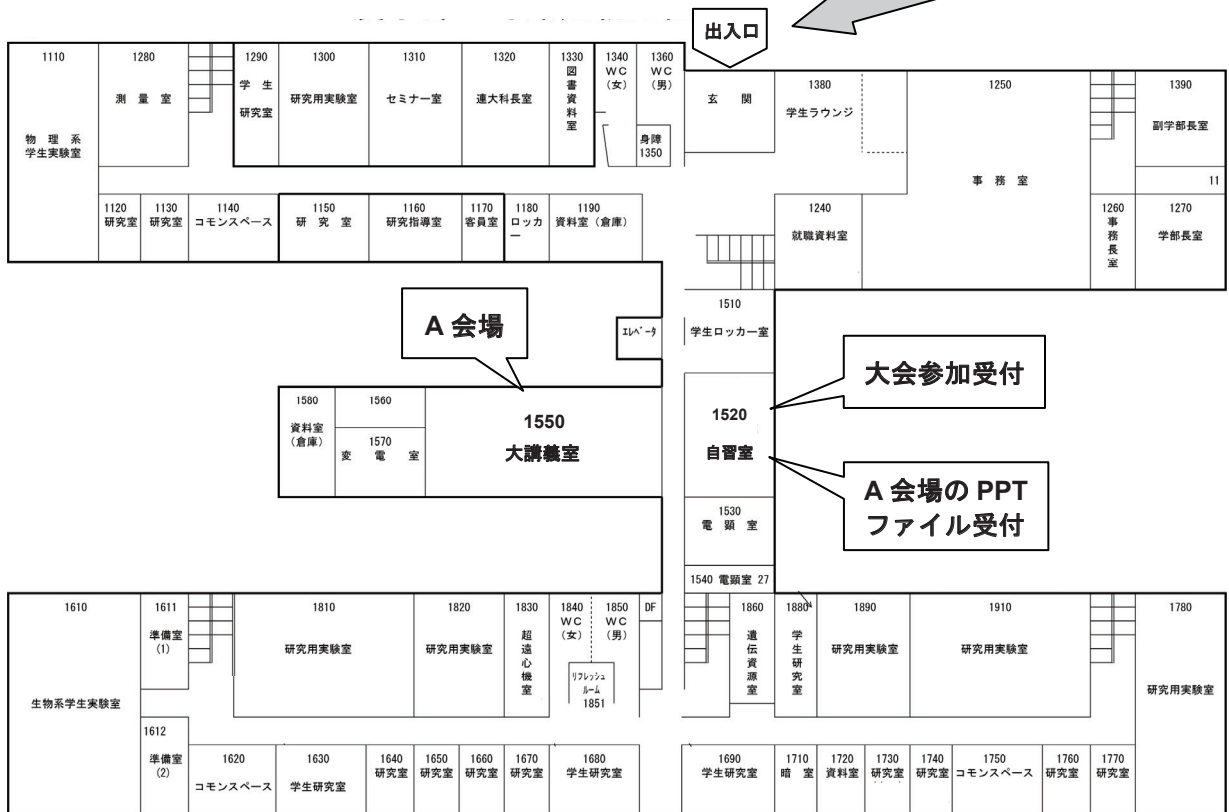 出入口
1110
物 理 系
学生実験室
1280
測 量 室
1290
学 生
研究室
1300
研究用実験室
1310
セミナー室
1320
連大科長室
1330
図書資料室
1340
WC
(女)
1360
WC
(男)
身障
1350
玄 関
1380
学生ラウンジ
1250
事 務 室
1390
副学部長室
11
1120
研究室
1130
研究室
1140
コモンスペース
1150
研 究 室
1160
研究指導室
1170
客員室
1180
ロッカ
ー
1190
資料室（倉庫）
1240
就職資料室
1260
事務長室
1270
学部長室
A 会場
エレベータ
1510
学生ロッカー室
大会参加受付
1580
資料室
(倉庫)
1560
1570
変 電 室
1550
大講義室
1520
自習室
A 会場の PPT
ファイル受付
1530
電 顕 室
1540 電顕室 27
1610
生物系学生実験室
1611
準備室
(1)
1810
研究用実験室
1820
研究用実験室
1830
超遠心機室
1840
WC
(女)
1850
WC
(男)
DF
リフレッシュ
ルーム
1851
1860
遺伝資源室
1880
学生研究室
1890
研究用実験室
1910
研究用実験室
1780
研究用実験室
1612
準備室
(2)
1620
コモンスペース
1630
学生研究室
1640
研究室
1650
研究室
1660
研究室
1670
研究室
1680
学生研究室
1690
学生研究室
1710
暗 室
1720
資料室
1730
研究室
1740
研究室
1750
コモンスペース
1760
研究室
1770
研究室